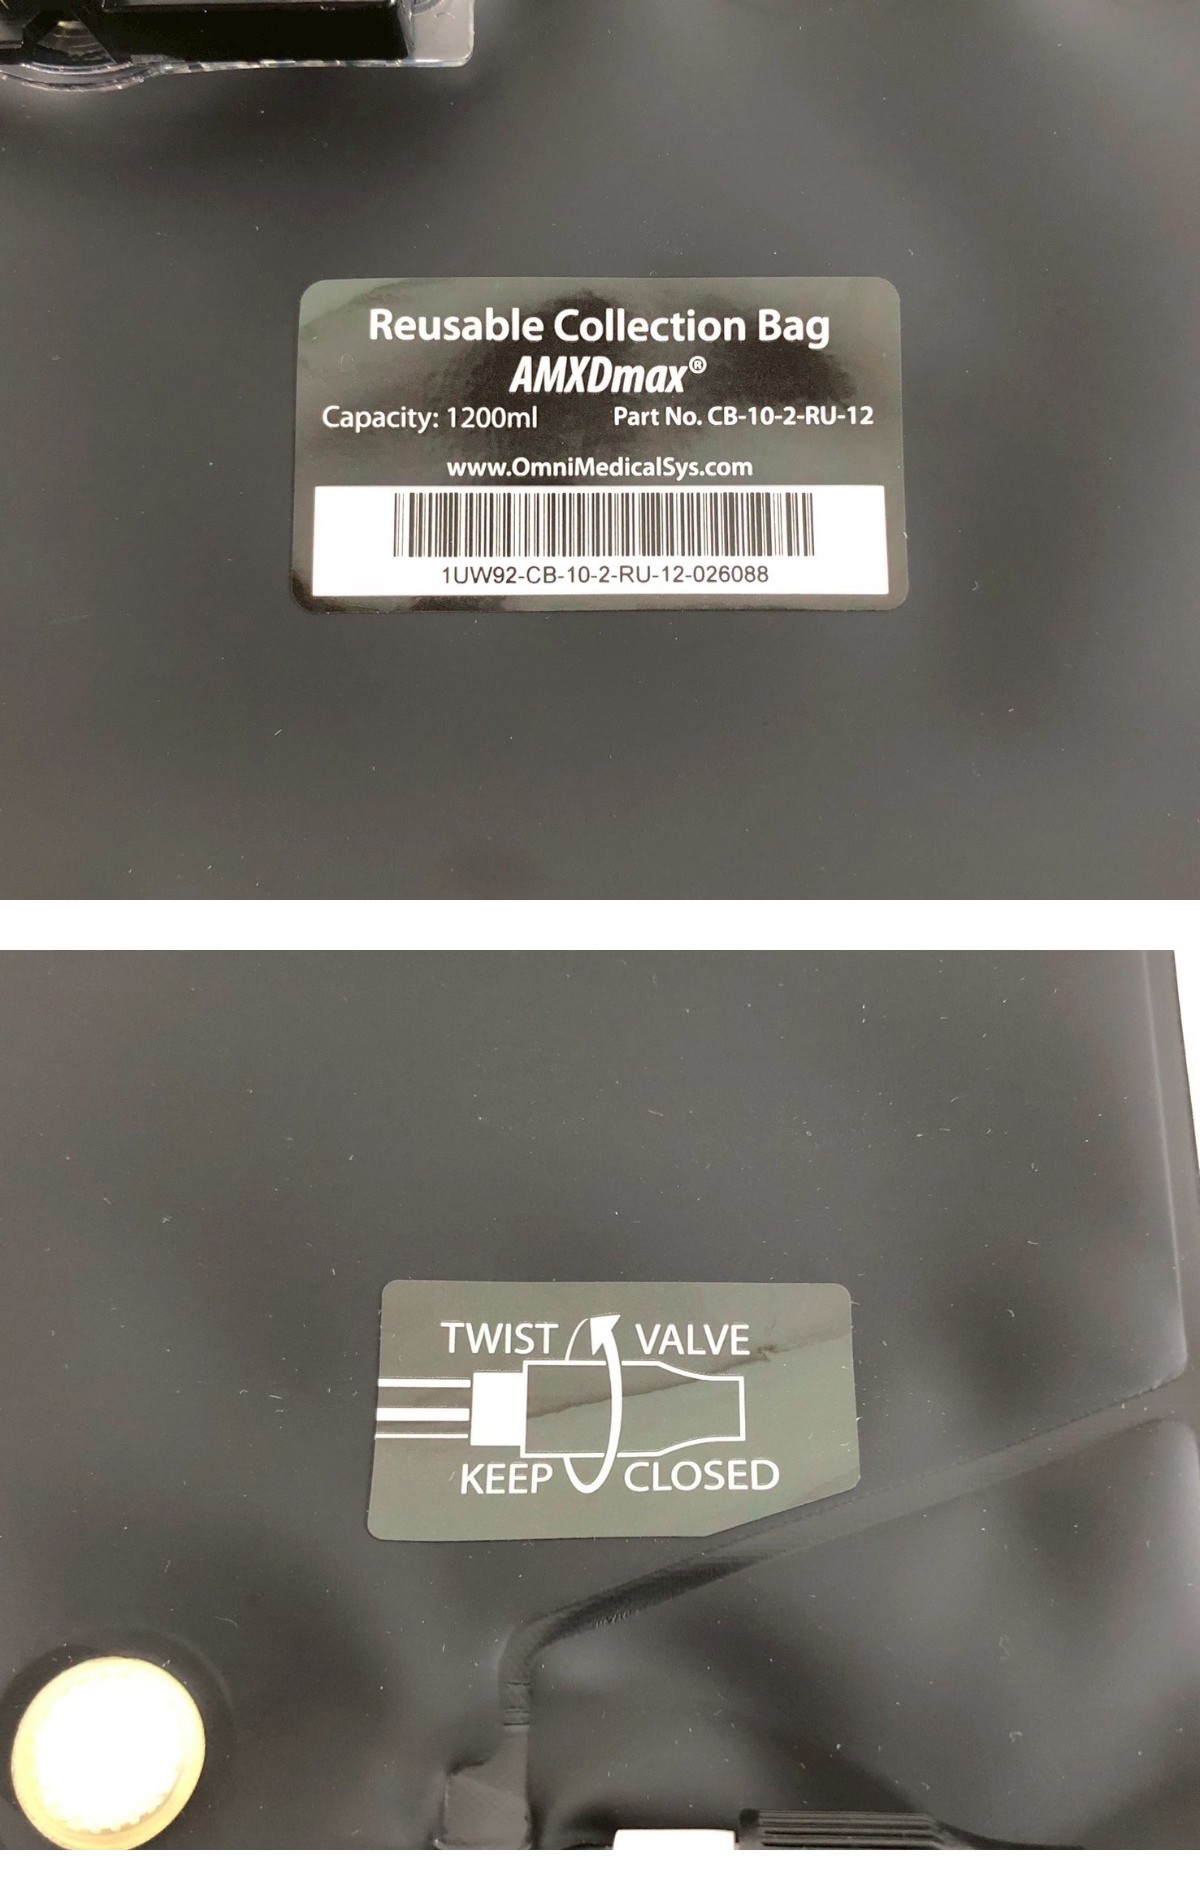 Reusable Collection Bag
AMXDmax®
Capacity: 1200ml Part No. CB-10-2-RU-12
www.OmniMedicalSys.com
1UW92-CB-10-2-RU-12-026088
TWIST VALVE
KEEP CLOSED